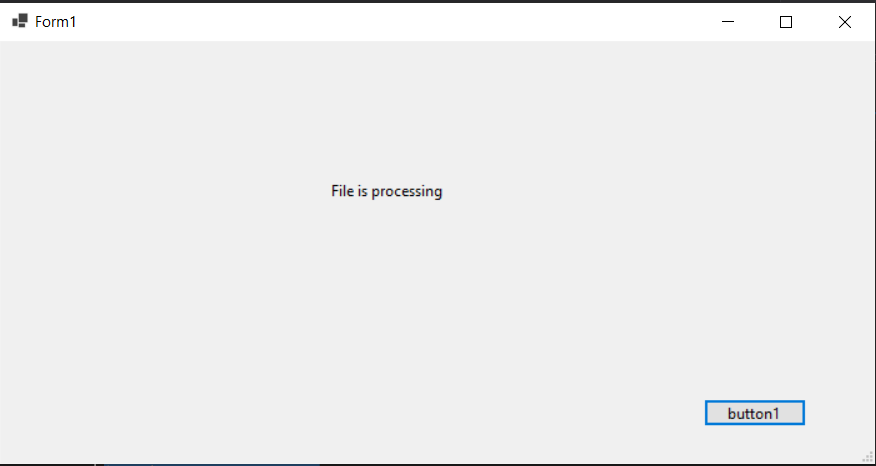 Form1
File is processing
button1